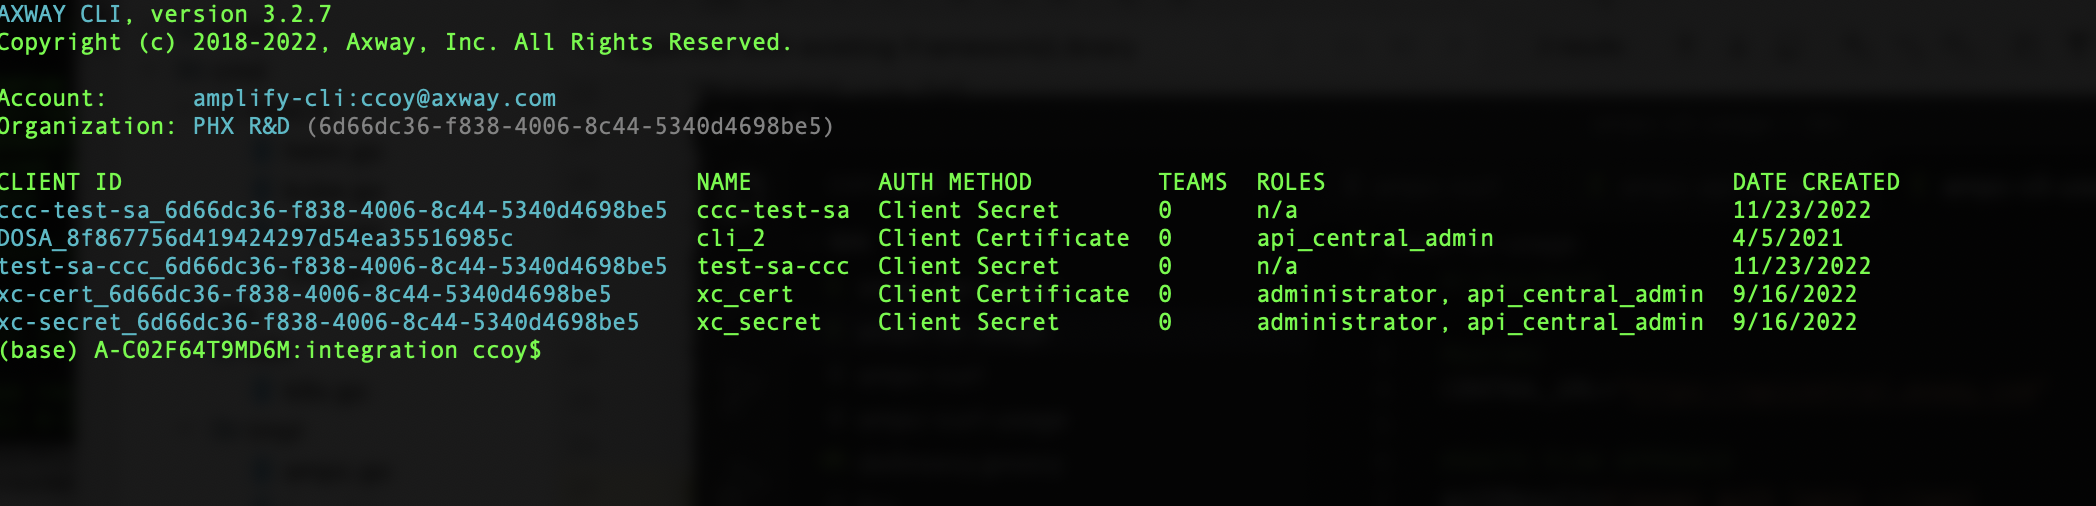 AXWAY CLI, version 3.2.7
Copyright (c) 2018-2022, Axway, Inc. All Rights Reserved.
Account: amplify-cli:ccoy@axway.com
Organization: PHX R&D (6d66dc36-f838-4006-8c44-5340d4698be5)
CLIENT ID NAME AUTH METHOD TEAMS ROLES DATE CREATED
ccc-test-sa_6d66dc36-f838-4006-8c44-5340d4698be5 ccc-test-sa Client Secret 0 n/a 11/23/2022
DOSA_8f867756d419424297d54ea35516985c cli_2 Client Certificate 0 api_central_admin 4/5/2021
test-sa-ccc_6d66dc36-f838-4006-8c44-5340d4698be5 test-sa-ccc Client Secret 0 n/a 11/23/2022
xc-cert_6d66dc36-f838-4006-8c44-5340d4698be5 xc_cert Client Certificate 0 administrator, api_central_admin 9/16/2022
xc-secret_6d66dc36-f838-4006-8c44-5340d4698be5 xc_secret Client Secret 0 administrator, api_central_admin 9/16/2022
(base) A-C02F64T9MD6M:integration ccoy$